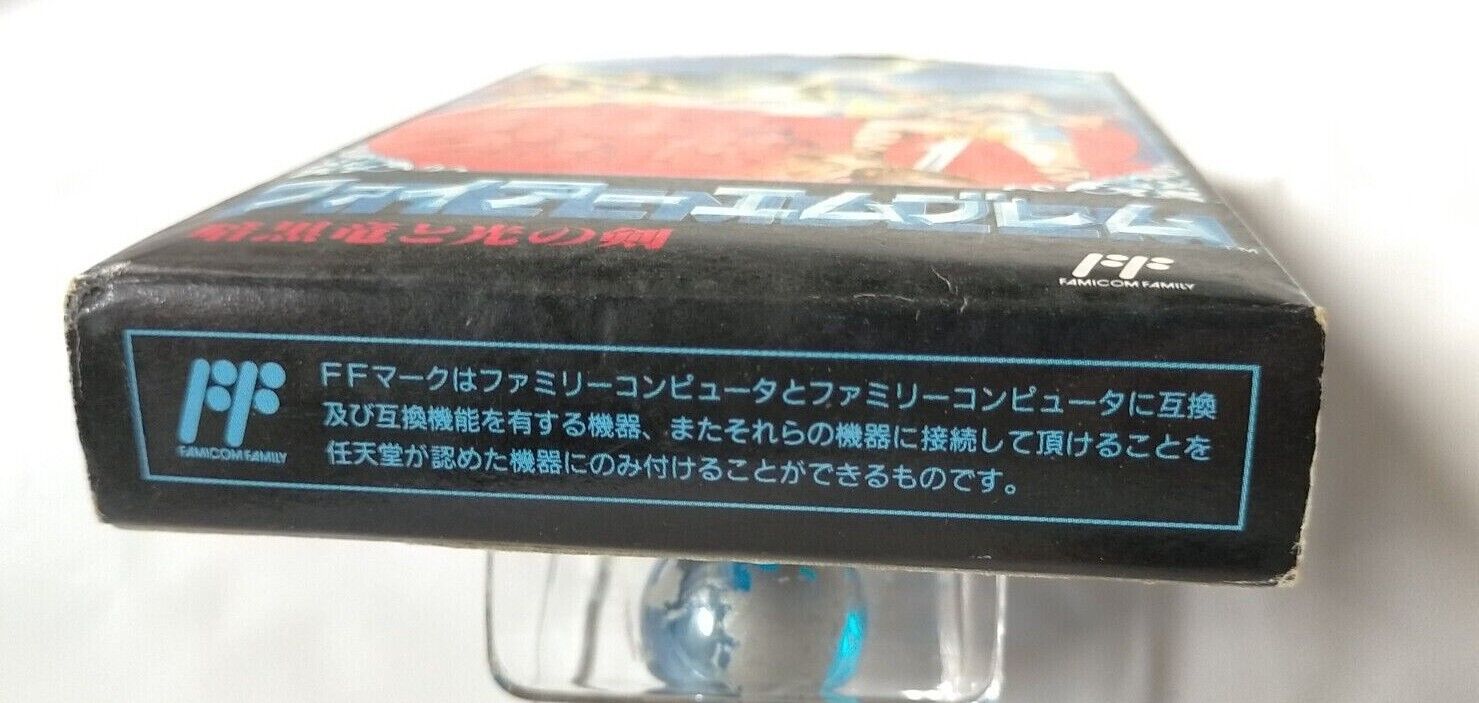 ファイアーエムブレム
暗黒竜と光の剣
FF
FAMICOM FAMILY
FF
FAMICOM FAMILY
FFマークはファミリーコンピュータとファミリーコンピュータに互換
及び互換機能を有する機器、またそれらの機器に接続して頂けることを
任天堂が認めた機器にのみ付けることができるものです。